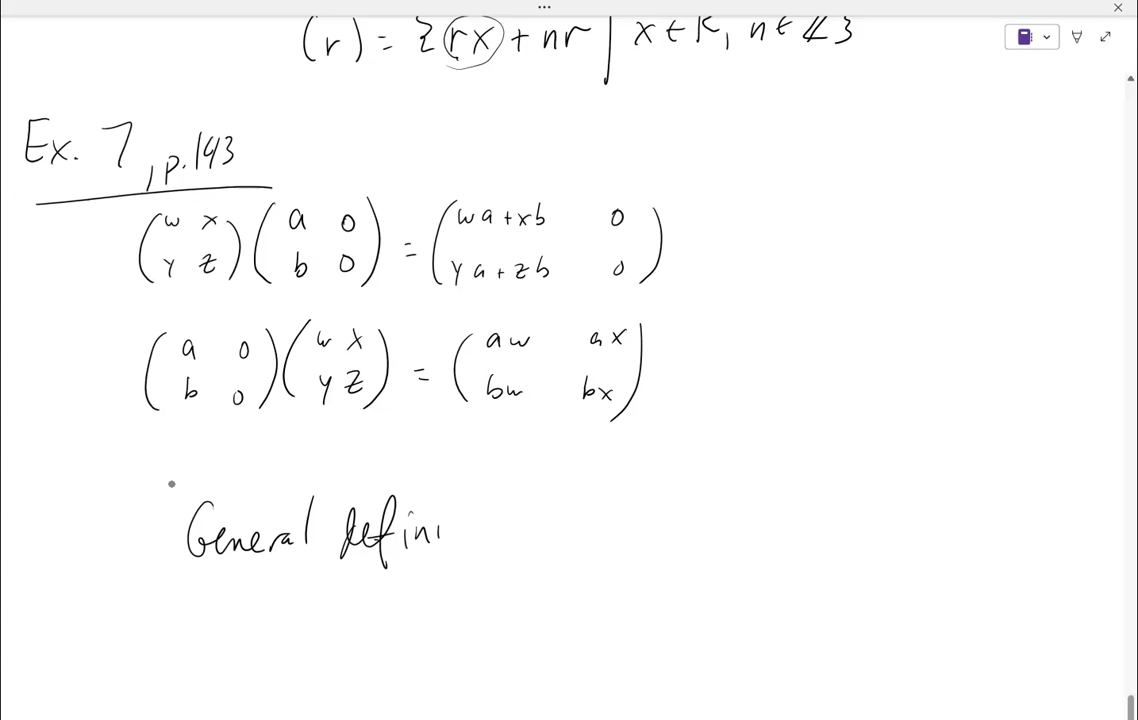 (r) = {rx + nr | x ∈ R, n ∈ ℤ}
Ex. 7, p.143
(w x; y z)(a 0; b 0) = (wa+xb 0; ya+zb 0)
(a 0; b 0)(w x; y z) = (aw ax; bw bx)
General defini